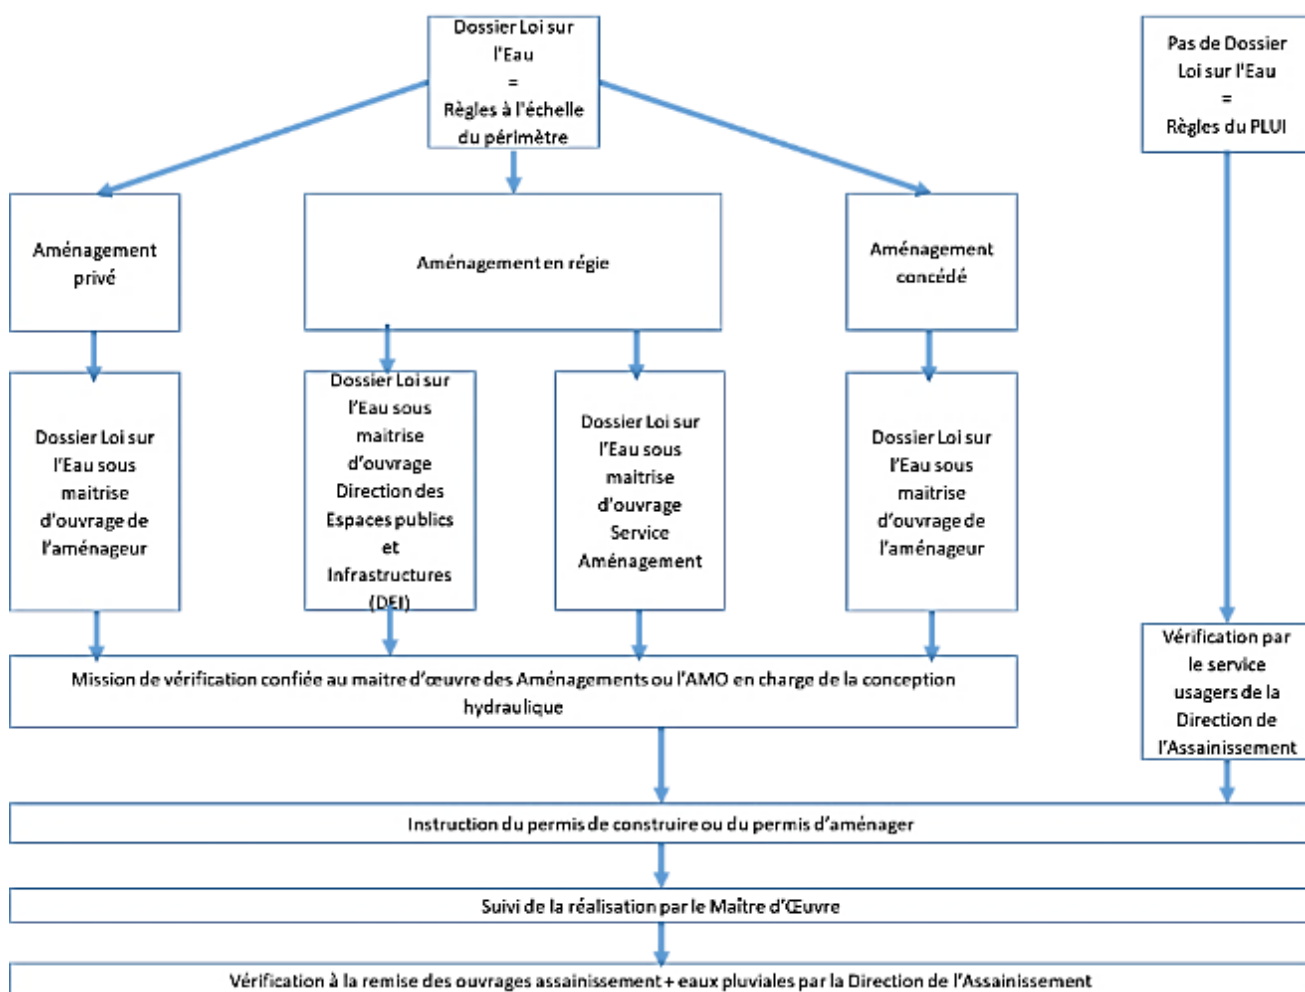 Dossier Loi sur
l'Eau
=
Règles à l'échelle
du périmètre
Pas de Dossier
Loi sur l'Eau
=
Règles du PLUI
Aménagement
privé
Aménagement en régie
Aménagement
concédé
Dossier Loi sur
l'Eau sous
maitrise
d'ouvrage de
l'aménageur
Dossier Loi sur
l'Eau sous
maitrise
d'ouvrage
Direction des
Espaces publics
et
Infrastructures
(DEI)
Dossier Loi sur
l'Eau sous
maitrise
d'ouvrage
Service
Aménagement
Dossier Loi sur
l'Eau sous
maitrise
d'ouvrage de
l'aménageur
Mission de vérification confiée au maitre d'œuvre des Aménagements ou l'AMO en charge de la conception
hydraulique
Vérification par
le service
usagers de la
Direction de
l'Assainissement
Instruction du permis de construire ou du permis d'aménager
Suivi de la réalisation par le Maître d'Œuvre
Vérification à la remise des ouvrages assainissement + eaux pluviales par la Direction de l'Assainissement